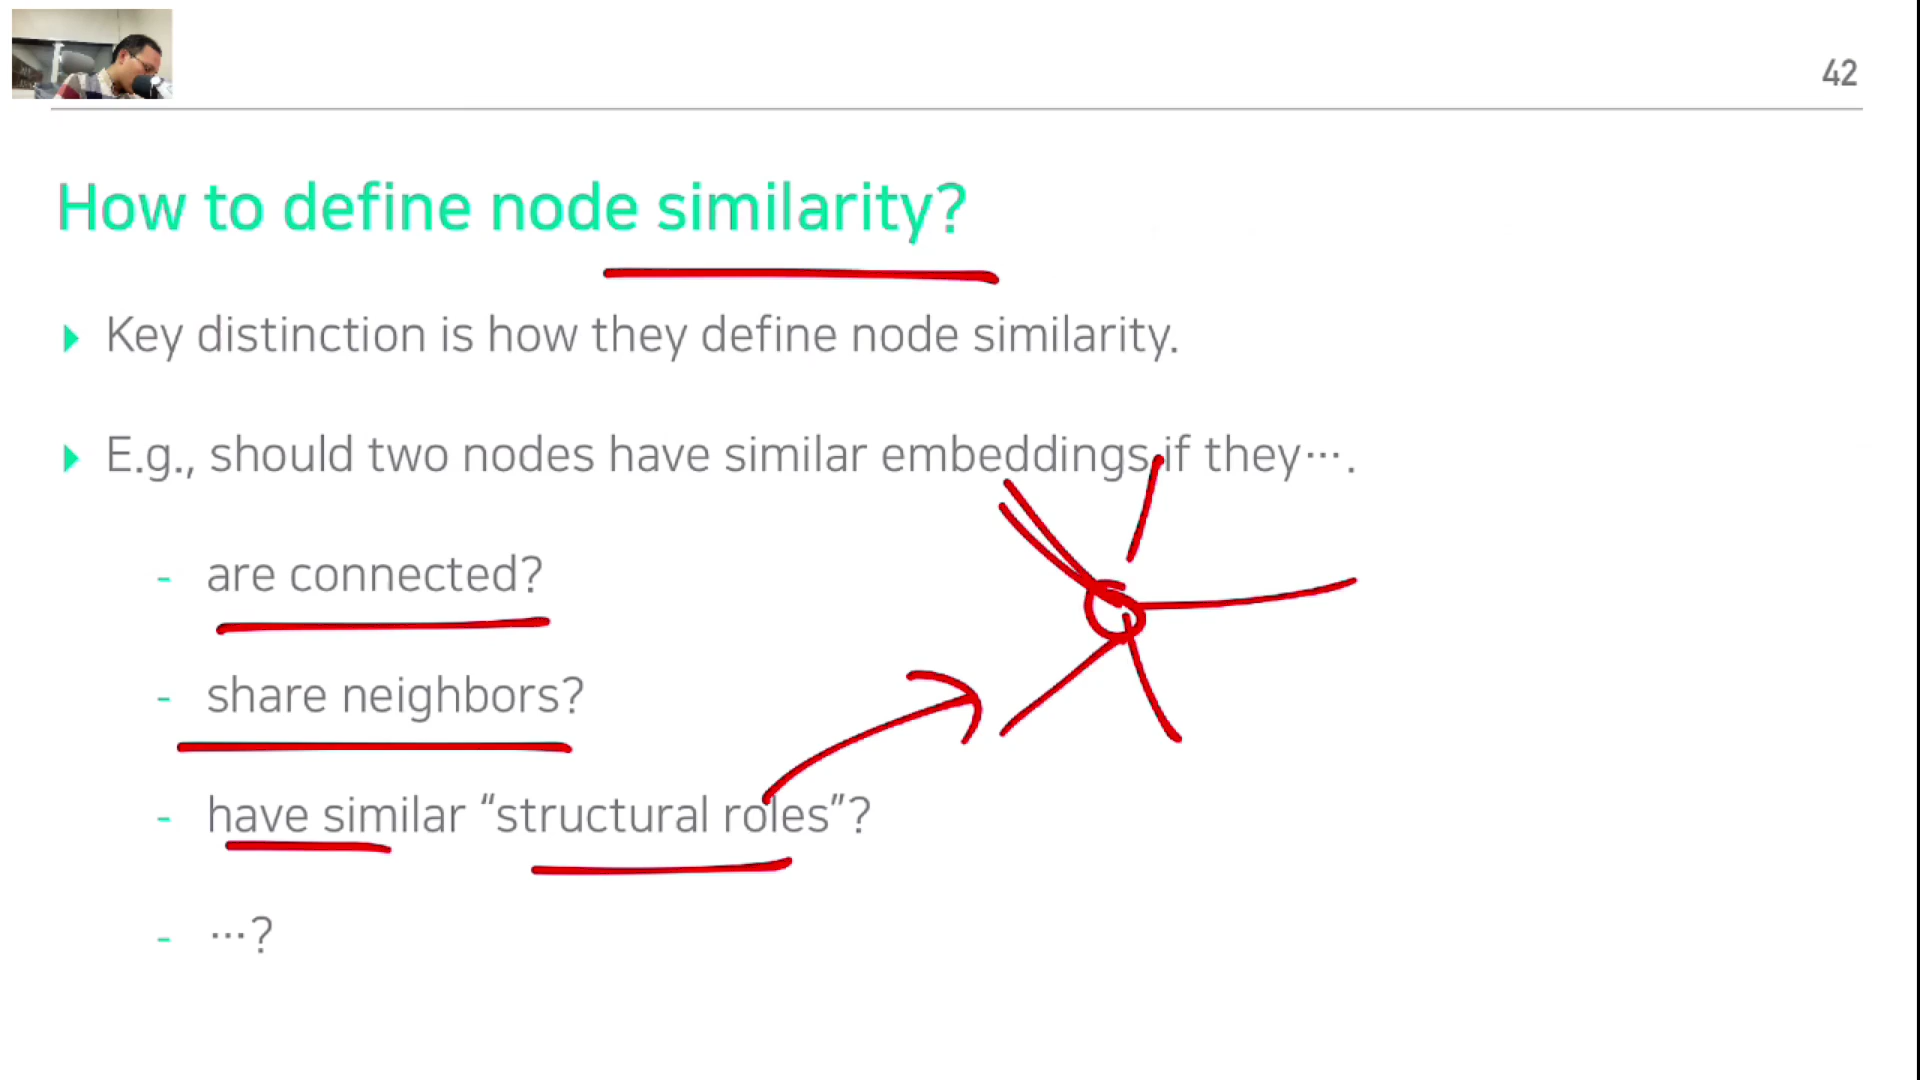 42
How to define node similarity?
Key distinction is how they define node similarity.
E.g., should two nodes have similar embeddings if they….
- are connected?
- share neighbors?
- have similar “structural roles”?
- …?